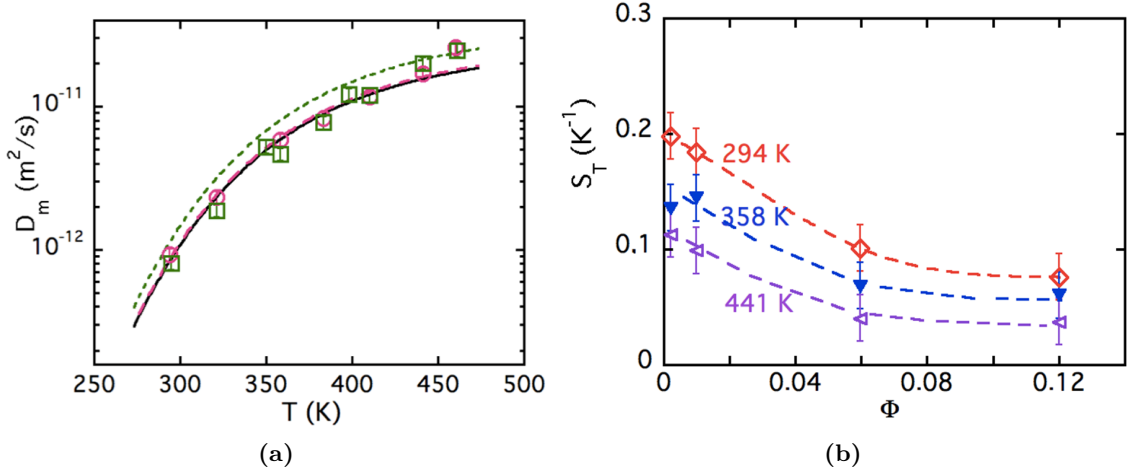 D_m (m²/s)
10⁻¹¹
10⁻¹²
250 300 350 400 450 500
T (K)
(a)
S_T (K⁻¹)
0.3
0.2
0.1
0
294 K
358 K
441 K
0 0.04 0.08 0.12
Φ
(b)